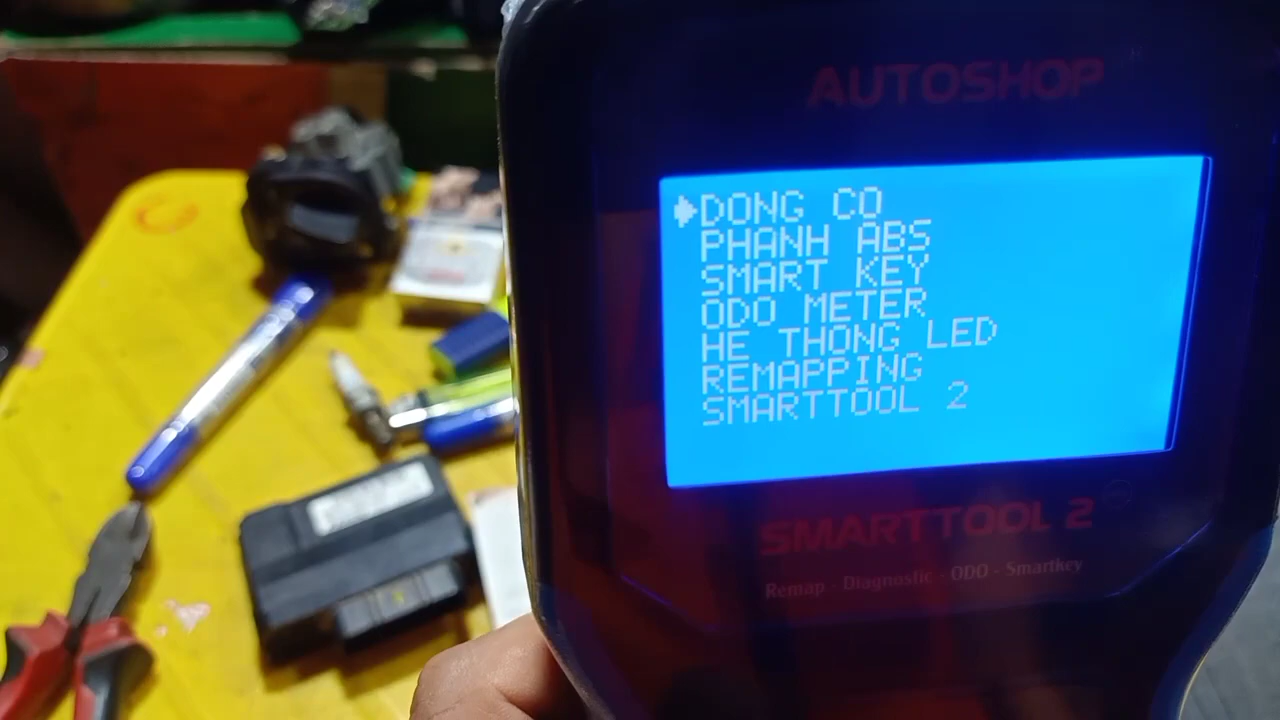 AUTOSHOP
DONG CO
PHANH ABS
SMART KEY
ODO METER
HE THONG LED
REMAPPING
SMARTTOOL 2
SMARTTOOL 2
Remap - Diagnostic - ODO - Smartkey